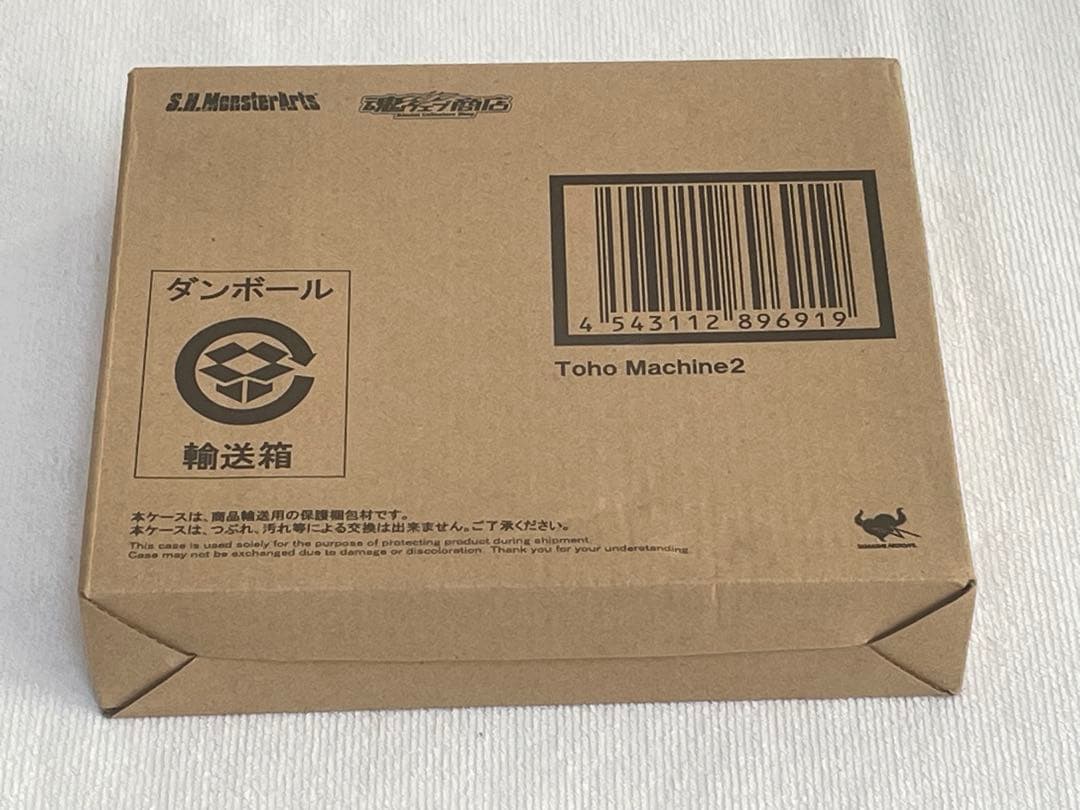 S.H.MonsterArts
魂ウェブ商店
ダンボール
輸送箱
4 543112 896919
Toho Machine2
本ケースは、商品輸送用の保護梱包材です。
本ケースは、つぶれ、汚れ等による交換は出来ません。ご了承ください。
This case is used solely for the purpose of protecting product during shipment.
Case may not be exchanged due to damage or discoloration. Thank you for your understanding.